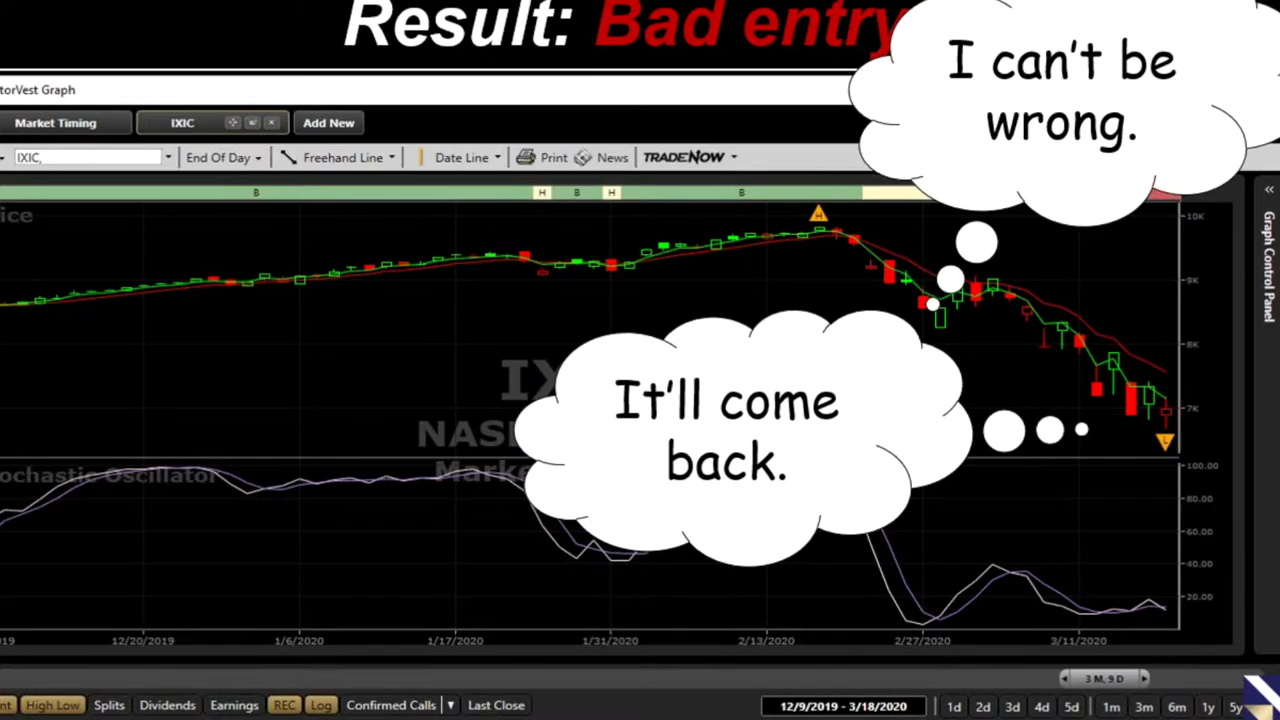 Result: Bad entry
I can't be
wrong.
torVest Graph
Market Timing
IXIC
Add New
IXIC,
End Of Day
Freehand Line
Date Line
Print
News
TRADENOW
B
H
B
H
B
ice
H
10K
9K
8K
7K
Graph Control Panel
It'll come
back.
L
ochastic Oscillator
100.00
80.00
60.00
40.00
20.00
12/20/2019
1/6/2020
1/17/2020
1/31/2020
2/13/2020
2/27/2020
3/11/2020
3 M, 9 D
High Low
Splits
Dividends
Earnings
REC
Log
Confirmed Calls
Last Close
12/9/2019 - 3/18/2020
1d
2d
3d
4d
5d
1m
3m
6m
1y
5y